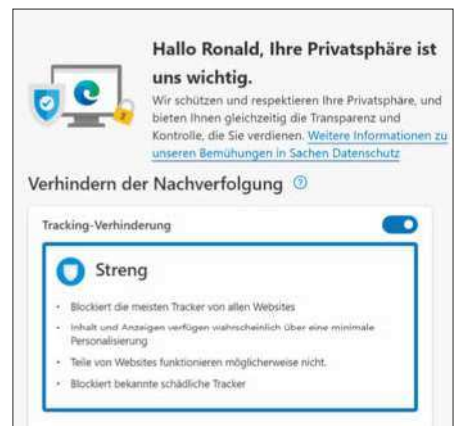 Hallo Ronald, Ihre Privatsphäre ist
uns wichtig.
Wir schützen und respektieren Ihre Privatsphäre, und
bieten Ihnen gleichzeitig die Transparenz und
Kontrolle, die Sie verdienen. Weitere Informationen zu
unseren Bemühungen in Sachen Datenschutz
Verhindern der Nachverfolgung
Tracking-Verhinderung
Streng
• Blockiert die meisten Tracker von allen Websites
• Inhalt und Anzeigen verfügen wahrscheinlich über eine minimale
Personalisierung
• Teile von Websites funktionieren möglicherweise nicht.
• Blockiert bekannte schädliche Tracker